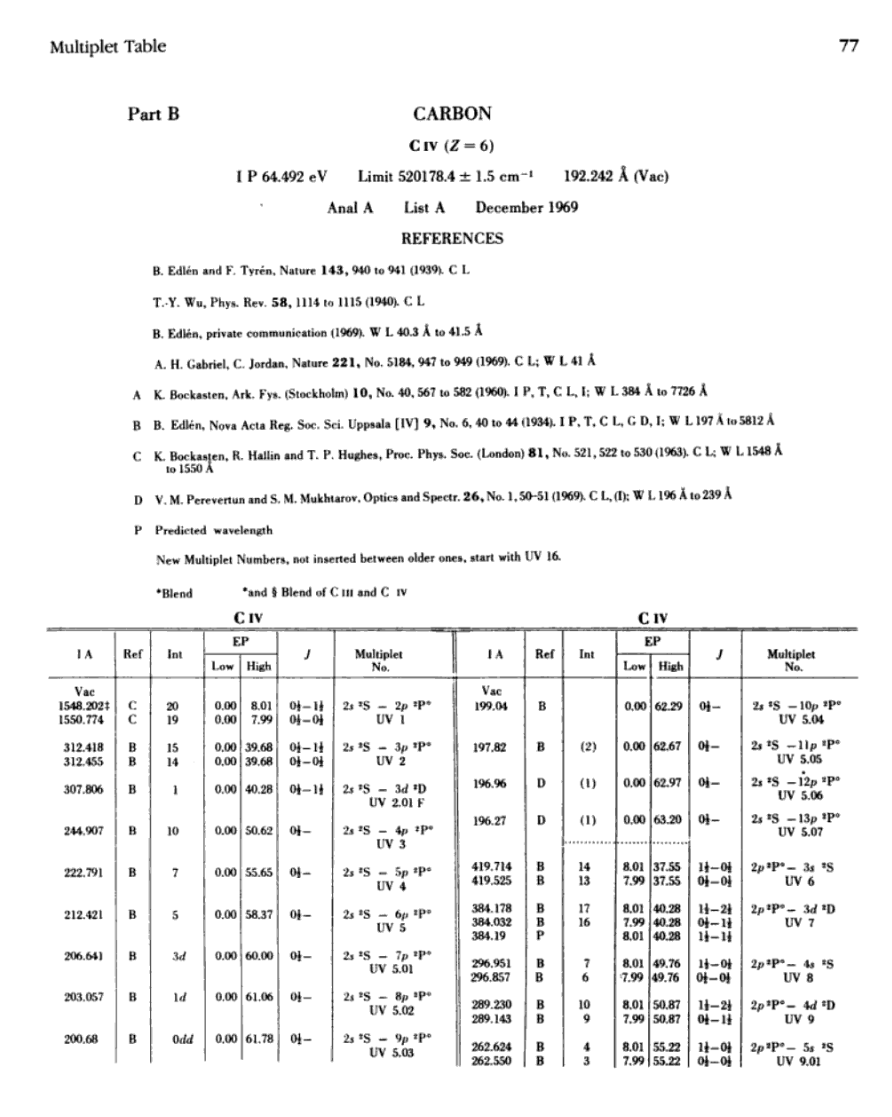 Multiplet Table 77
Part B CARBON
C IV (Z = 6)
I P 64.492 eV Limit 520178.4 ± 1.5 cm⁻¹ 192.242 Å (Vac)
Anal A List A December 1969
REFERENCES
B. Edlén and F. Tyrén, Nature 143, 940 to 941 (1939). C L
T.-Y. Wu, Phys. Rev. 58, 1114 to 1115 (1940). C L
B. Edlén, private communication (1969). W L 40.3 Å to 41.5 Å
A. H. Gabriel, C. Jordan, Nature 221, No. 5184, 947 to 949 (1969). C L; W L 41 Å
A K. Bockasten, Ark. Fys. (Stockholm) 10, No. 40, 567 to 582 (1960). I P, T, C L, I; W L 384 Å to 7726 Å
B B. Edlén, Nova Acta Reg. Soc. Sci. Uppsala [IV] 9, No. 6, 40 to 44 (1934). I P, T, C L, G D, I; W L 197 Å to 5812 Å
C K. Bockasten, R. Hallin and T. P. Hughes, Proc. Phys. Soc. (London) 81, No. 521, 522 to 530 (1963). C L; W L 1548 Å
to 1550 Å
D V. M. Perevertun and S. M. Mukhtarov, Optics and Spectr. 26, No. 1, 50–51 (1969). C L, (I); W L 196 Å to 239 Å
P Predicted wavelength
New Multiplet Numbers, not inserted between older ones, start with UV 16.
*Blend *and § Blend of C III and C IV
C IV
I A Ref Int EP J Multiplet No.
Low High
Vac
1548.202‡ C 20 0.00 8.01 0½–1½ 2s ²S – 2p ²P°
1550.774 C 19 0.00 7.99 0½–0½ UV 1
312.418 B 15 0.00 39.68 0½–1½ 2s ²S – 3p ²P°
312.455 B 14 0.00 39.68 0½–0½ UV 2
307.806 B 1 0.00 40.28 0½–1½ 2s ²S – 3d ²D
UV 2.01 F
244.907 B 10 0.00 50.62 0½– 2s ²S – 4p ²P°
UV 3
222.791 B 7 0.00 55.65 0½– 2s ²S – 5p ²P°
UV 4
212.421 B 5 0.00 58.37 0½– 2s ²S – 6p ²P°
UV 5
206.641 B 3d 0.00 60.00 0½– 2s ²S – 7p ²P°
UV 5.01
203.057 B 1d 0.00 61.06 0½– 2s ²S – 8p ²P°
UV 5.02
200.68 B 0dd 0.00 61.78 0½– 2s ²S – 9p ²P°
UV 5.03
C IV
I A Ref Int EP J Multiplet No.
Low High
Vac
199.04 B 0.00 62.29 0½– 2s ²S –10p ²P°
UV 5.04
197.82 B (2) 0.00 62.67 0½– 2s ²S –11p ²P°
UV 5.05
196.96 D (1) 0.00 62.97 0½– 2s ²S –12p ²P°
UV 5.06
196.27 D (1) 0.00 63.20 0½– 2s ²S –13p ²P°
UV 5.07
419.714 B 14 8.01 37.55 1½–0½ 2p ²P°– 3s ²S
419.525 B 13 7.99 37.55 0½–0½ UV 6
384.178 B 17 8.01 40.28 1½–2½ 2p ²P°– 3d ²D
384.032 B 16 7.99 40.28 0½–1½ UV 7
384.19 P 8.01 40.28 1½–1½
296.951 B 7 8.01 49.76 1½–0½ 2p ²P°– 4s ²S
296.857 B 6 7.99 49.76 0½–0½ UV 8
289.230 B 10 8.01 50.87 1½–2½ 2p ²P°– 4d ²D
289.143 B 9 7.99 50.87 0½–1½ UV 9
262.624 B 4 8.01 55.22 1½–0½ 2p ²P°– 5s ²S
262.550 B 3 7.99 55.22 0½–0½ UV 9.01